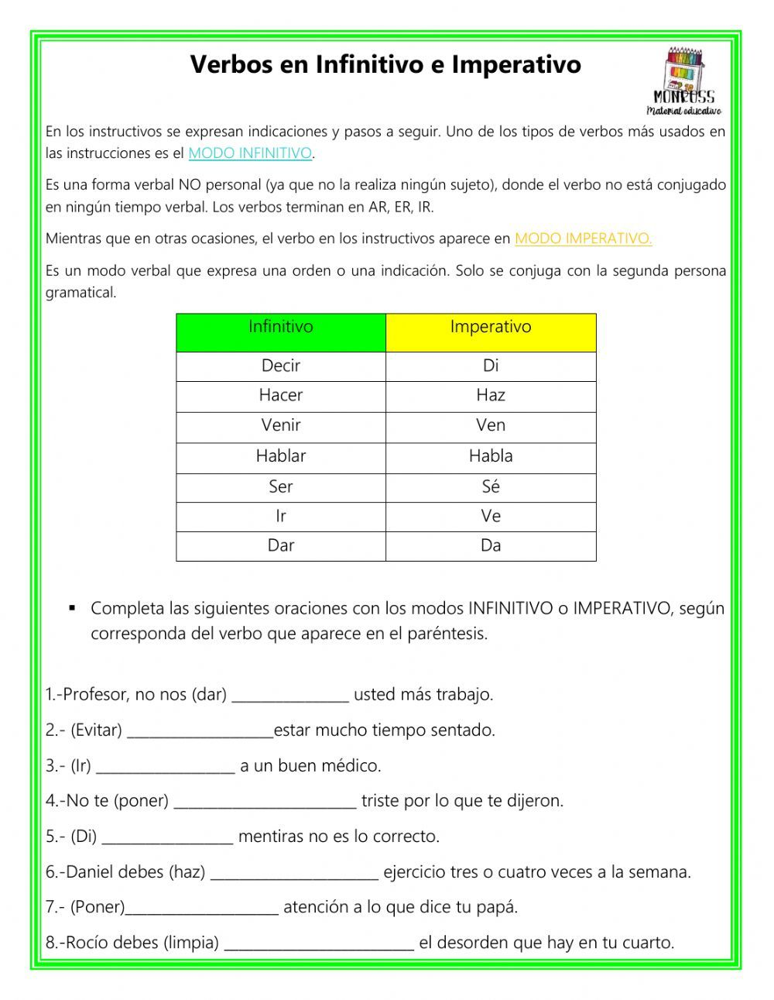 Verbos en Infinitivo e Imperativo
MONROSS
Material educativo
En los instructivos se expresan indicaciones y pasos a seguir. Uno de los tipos de verbos más usados en
las instrucciones es el MODO INFINITIVO.
Es una forma verbal NO personal (ya que no la realiza ningún sujeto), donde el verbo no está conjugado
en ningún tiempo verbal. Los verbos terminan en AR, ER, IR.
Mientras que en otras ocasiones, el verbo en los instructivos aparece en MODO IMPERATIVO.
Es un modo verbal que expresa una orden o una indicación. Solo se conjuga con la segunda persona
gramatical.
Infinitivo Imperativo
Decir Di
Hacer Haz
Venir Ven
Hablar Habla
Ser Sé
Ir Ve
Dar Da
▪ Completa las siguientes oraciones con los modos INFINITIVO o IMPERATIVO, según
corresponda del verbo que aparece en el paréntesis.
1.-Profesor, no nos (dar) ________________ usted más trabajo.
2.- (Evitar) ____________________estar mucho tiempo sentado.
3.- (Ir) ___________________ a un buen médico.
4.-No te (poner) _________________________ triste por lo que te dijeron.
5.- (Di) __________________ mentiras no es lo correcto.
6.-Daniel debes (haz) _______________________ ejercicio tres o cuatro veces a la semana.
7.- (Poner)_____________________ atención a lo que dice tu papá.
8.-Rocío debes (limpia) __________________________ el desorden que hay en tu cuarto.